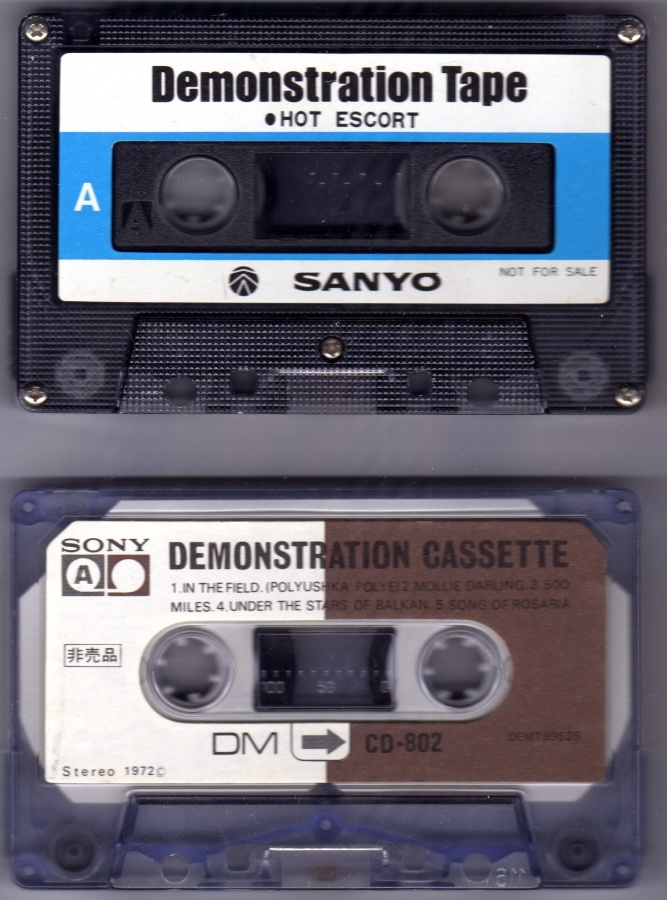 Demonstration Tape
●HOT ESCORT
A
A
SANYO
NOT FOR SALE
SONY
A
DEMONSTRATION CASSETTE
1.IN THE FIELD.(POLYUSHKA POLYE) 2.MOLLIE DARLING.3 500
MILES.4.UNDER THE STARS OF BALKAN. 5 SONG OF ROSARIA
非売品
100 50
DM CD-802
DEMT99525
Stereo 1972©